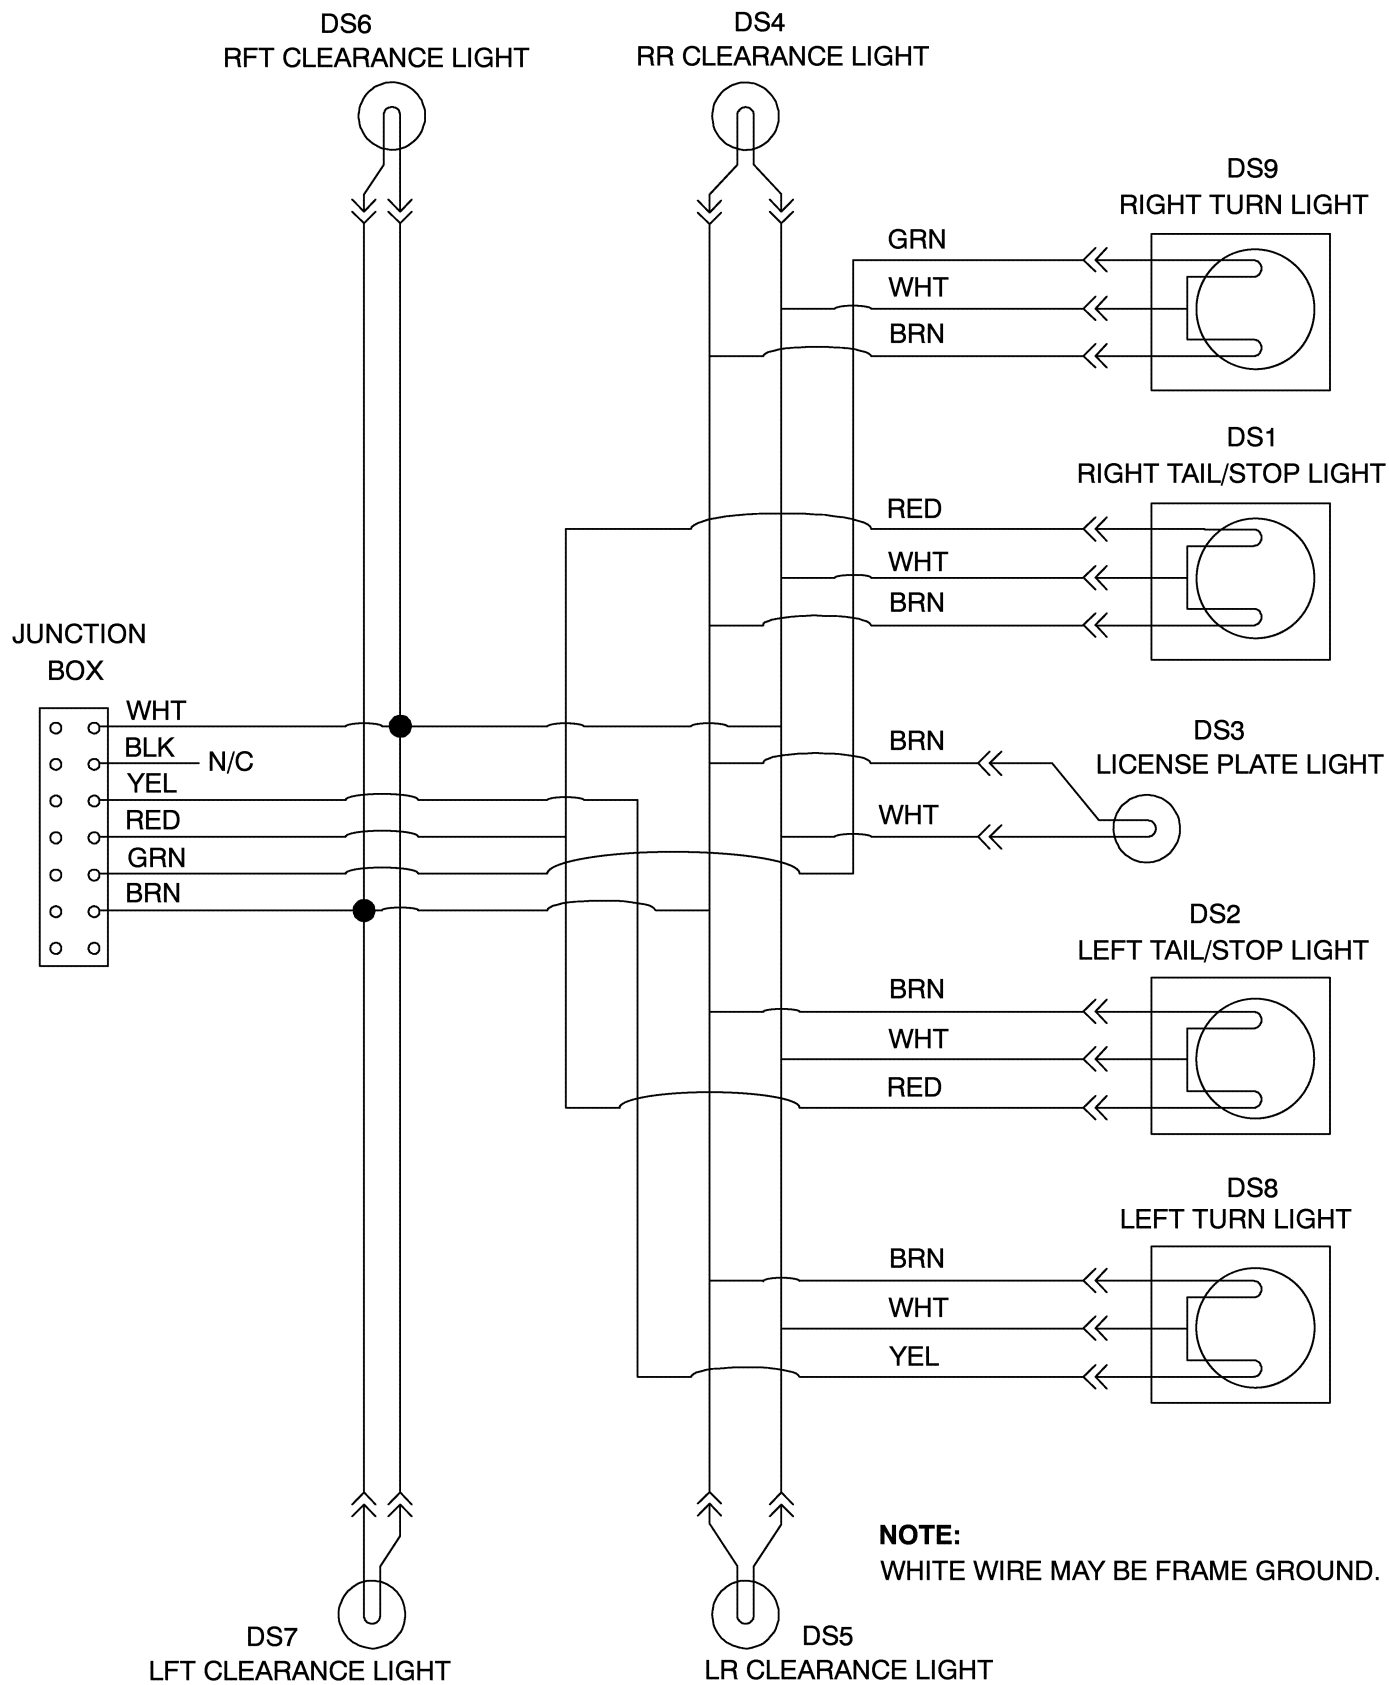 DS6
RFT CLEARANCE LIGHT
DS4
RR CLEARANCE LIGHT
DS9
RIGHT TURN LIGHT
GRN
WHT
BRN
DS1
RIGHT TAIL/STOP LIGHT
RED
WHT
BRN
JUNCTION
BOX
WHT
BLK
N/C
YEL
RED
GRN
BRN
BRN
DS3
LICENSE PLATE LIGHT
WHT
DS2
LEFT TAIL/STOP LIGHT
BRN
WHT
RED
DS8
LEFT TURN LIGHT
BRN
WHT
YEL
NOTE:
WHITE WIRE MAY BE FRAME GROUND.
DS7
LFT CLEARANCE LIGHT
DS5
LR CLEARANCE LIGHT